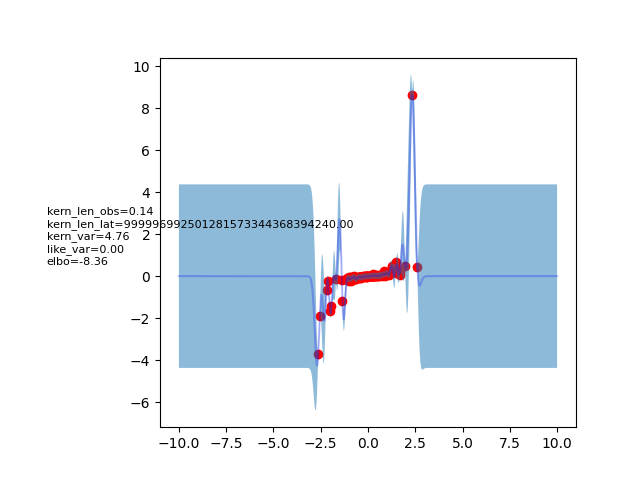 10
8
6
4
2
0
−2
−4
−6
kern_len_obs=0.14
kern_len_lat=99999699250128157334436839424​0.00
kern_var=4.76
like_var=0.00
elbo=-8.36
−10.0 −7.5 −5.0 −2.5 0.0 2.5 5.0 7.5 10.0